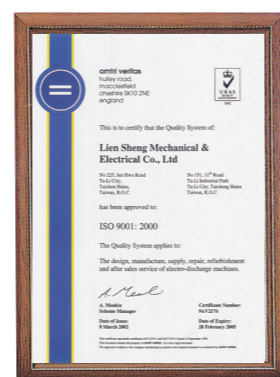 amtri veritas
hulley road,
macclesfield
cheshire SK10 2NE
england
UKAS
QUALITY
MANAGEMENT
042
This is to certify that the Quality System of:
Lien Sheng Mechanical &
Electrical Co., Ltd
No 225, Jen Hwa Road
Ta Li City,
Taichun Hsien,
Taiwan, R.O.C
No 151, 11th Road
Ta Li Industrial Park
Ta Li City, Taichung Hsien
Taiwan, R.O.C
has been approved to:
ISO 9001: 2000
The Quality System applies to:
The design, manufacture, supply, repair, refurbishment
and after sales service of electro-discharge machines.
A. Meakin
Scheme Manager
Date of Issue:
8 March 2002
Certificate Number:
Date of Expiry:
28 February 2005